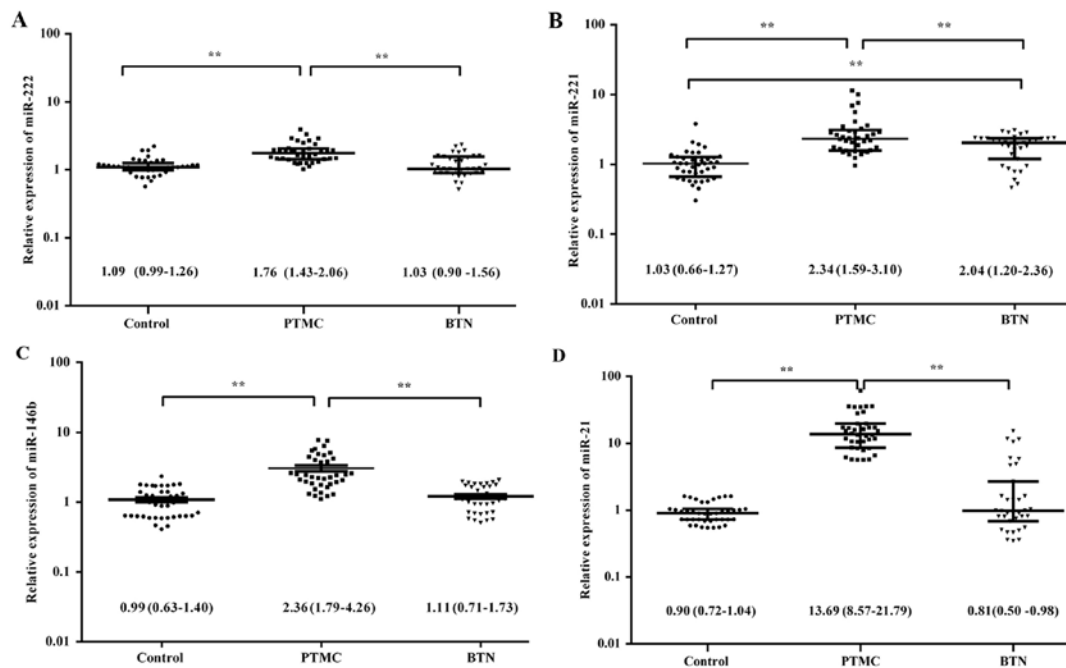 A
Relative expression of miR-222
100
10
1
0.1
0.01
**
**
1.09 (0.99-1.26)
1.76 (1.43-2.06)
1.03 (0.90 -1.56)
Control
PTMC
BTN
B
Relative expression of miR-221
100
10
1
0.1
0.01
**
**
**
1.03 (0.66-1.27)
2.34 (1.59-3.10)
2.04 (1.20-2.36)
Control
PTMC
BTN
C
Relative expression of miR-146b
100
10
1
0.1
0.01
**
**
0.99 (0.63-1.40)
2.36 (1.79-4.26)
1.11 (0.71-1.73)
Control
PTMC
BTN
D
Relative expression of miR-21
100
10
1
0.1
0.01
**
**
0.90 (0.72-1.04)
13.69 (8.57-21.79)
0.81(0.50 -0.98)
Control
PTMC
BTN